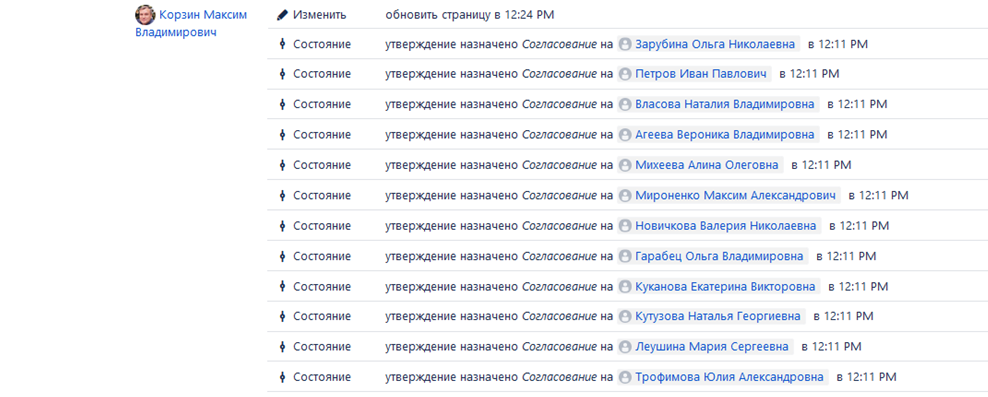 Корзин Максим Изменить обновить страницу в 12:24 PM
Владимирович
Состояние утверждение назначено Согласование на Зарубина Ольга Николаевна в 12:11 PM
Состояние утверждение назначено Согласование на Петров Иван Павлович в 12:11 PM
Состояние утверждение назначено Согласование на Власова Наталия Владимировна в 12:11 PM
Состояние утверждение назначено Согласование на Агеева Вероника Владимировна в 12:11 PM
Состояние утверждение назначено Согласование на Михеева Алина Олеговна в 12:11 PM
Состояние утверждение назначено Согласование на Мироненко Максим Александрович в 12:11 PM
Состояние утверждение назначено Согласование на Новичкова Валерия Николаевна в 12:11 PM
Состояние утверждение назначено Согласование на Гарабец Ольга Владимировна в 12:11 PM
Состояние утверждение назначено Согласование на Куканова Екатерина Викторовна в 12:11 PM
Состояние утверждение назначено Согласование на Кутузова Наталья Георгиевна в 12:11 PM
Состояние утверждение назначено Согласование на Леушина Мария Сергеевна в 12:11 PM
Состояние утверждение назначено Согласование на Трофимова Юлия Александровна в 12:11 PM